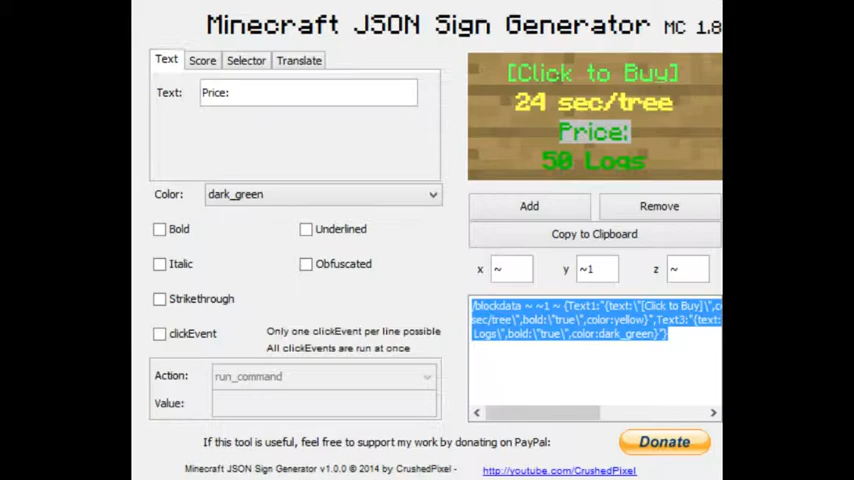 Minecraft JSON Sign Generator MC 1.8
Text Score Selector Translate
Text: Price:
[Click to Buy]
24 sec/tree
Price:
50 Logs
Color: dark_green
Add Remove
Bold Underlined
Copy to Clipboard
Italic Obfuscated
x ~ y ~1 z ~
Strikethrough
/blockdata ~ ~1 ~ {Text1:"{text:\"[Click to Buy]\",c
sec/tree\",bold:\"true\",color:yellow}",Text3:"{text:
Logs\",bold:\"true\",color:dark_green}"}
clickEvent Only one clickEvent per line possible
All clickEvents are run at once
Action: run_command
Value:
If this tool is useful, feel free to support my work by donating on PayPal: Donate
Minecraft JSON Sign Generator v1.0.0 © 2014 by CrushedPixel - http://youtube.com/CrushedPixel